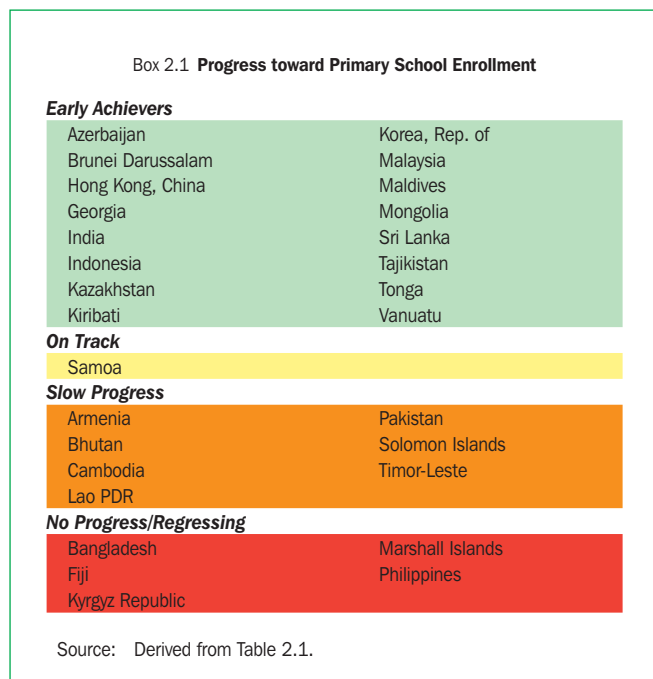 Box 2.1 Progress toward Primary School Enrollment
Early Achievers
Azerbaijan Korea, Rep. of
Brunei Darussalam Malaysia
Hong Kong, China Maldives
Georgia Mongolia
India Sri Lanka
Indonesia Tajikistan
Kazakhstan Tonga
Kiribati Vanuatu
On Track
Samoa
Slow Progress
Armenia Pakistan
Bhutan Solomon Islands
Cambodia Timor-Leste
Lao PDR
No Progress/Regressing
Bangladesh Marshall Islands
Fiji Philippines
Kyrgyz Republic
Source: Derived from Table 2.1.